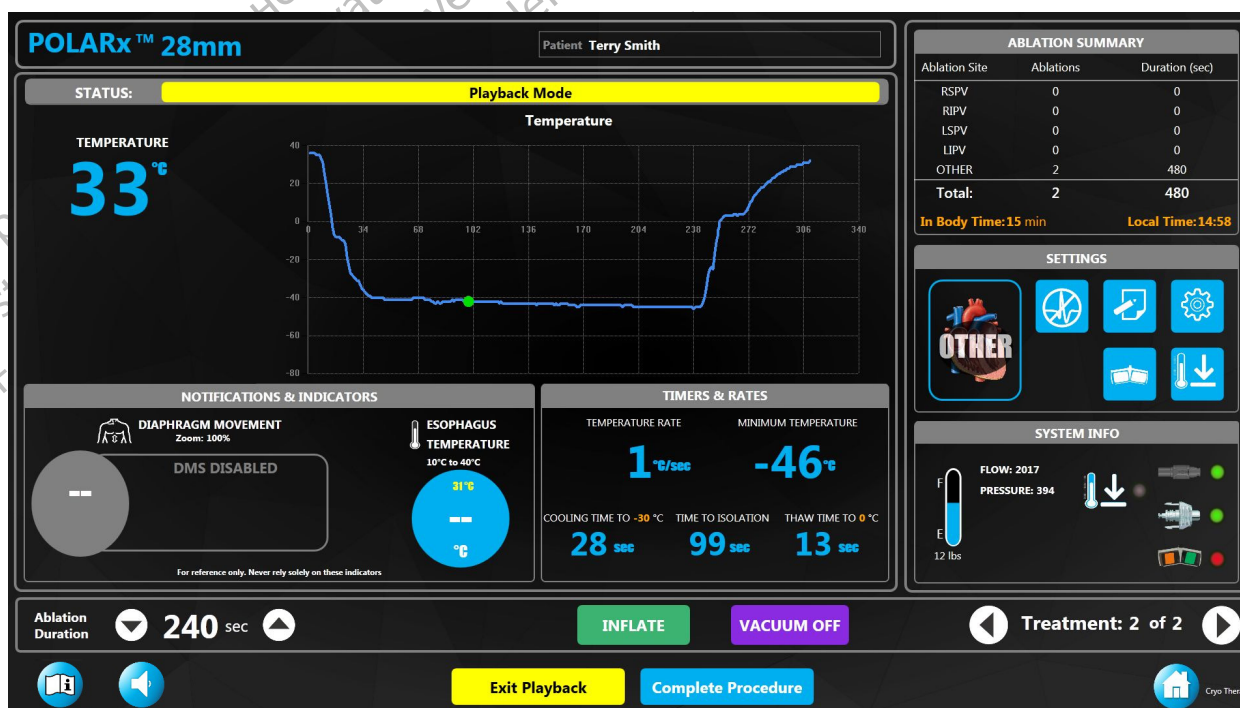 POLARx™ 28mm
Patient Terry Smith
STATUS:
Playback Mode
TEMPERATURE
33°C
Temperature
40
20
0
-20
-40
-60
-80
0 34 68 102 136 170 204 238 272 306 340
NOTIFICATIONS & INDICATORS
DIAPHRAGM MOVEMENT
Zoom: 100%
DMS DISABLED
--
ESOPHAGUS
TEMPERATURE
10°C to 40°C
31°C
--
°C
For reference only. Never rely solely on these indicators
TIMERS & RATES
TEMPERATURE RATE MINIMUM TEMPERATURE
1 °C/sec -46 °C
COOLING TIME TO -30 °C TIME TO ISOLATION THAW TIME TO 0 °C
28 sec 99 sec 13 sec
ABLATION SUMMARY
Ablation Site Ablations Duration (sec)
RSPV 0 0
RIPV 0 0
LSPV 0 0
LIPV 0 0
OTHER 2 480
Total: 2 480
In Body Time:15 min Local Time:14:58
SETTINGS
OTHER
SYSTEM INFO
F
E
12 lbs
FLOW: 2017
PRESSURE: 394
Ablation
Duration
240 sec
INFLATE
VACUUM OFF
Treatment: 2 of 2
Exit Playback
Complete Procedure